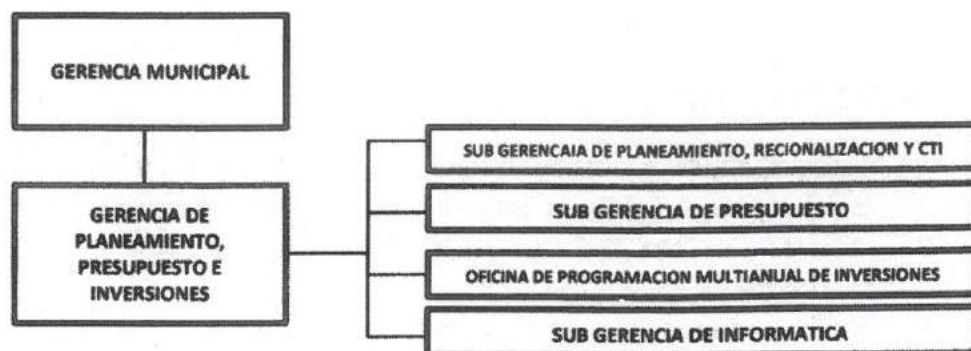 GERENCIA MUNICIPAL
GERENCIA DE
PLANEAMIENTO,
PRESUPUESTO E
INVERSIONES
SUB GERENCAIA DE PLANEAMIENTO, RECIONALIZACION Y CTI
SUB GERENCIA DE PRESUPUESTO
OFICINA DE PROGRAMACION MULTIANUAL DE INVERSIONES
SUB GERENCIA DE INFORMATICA